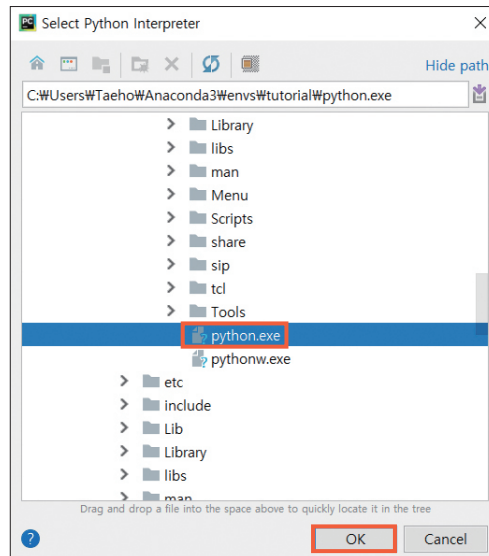 PC Select Python Interpreter
Hide path
C:₩Users₩Taeho₩Anaconda3₩envs₩tutorial₩python.exe
Library
libs
man
Menu
Scripts
share
sip
tcl
Tools
python.exe
pythonw.exe
etc
include
Lib
Library
libs
man
Drag and drop a file into the space above to quickly locate it in the tree
? OK Cancel